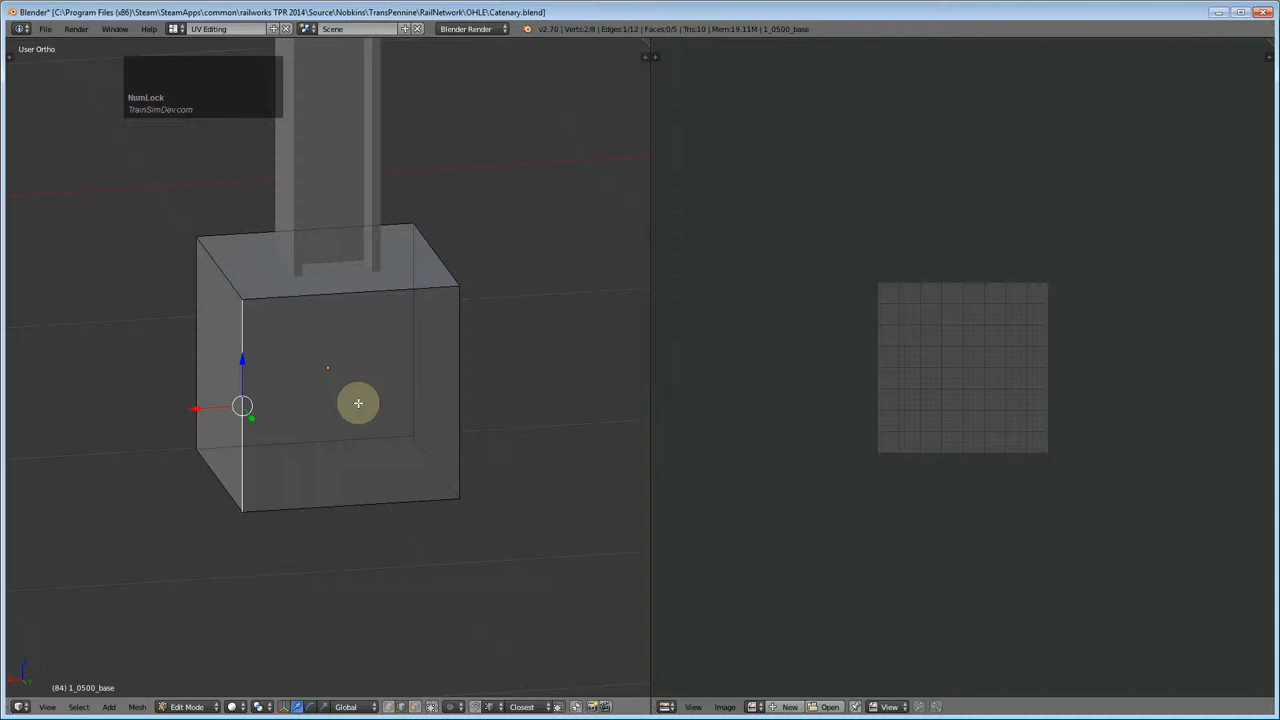 Blender* [C:\Program Files (x86)\Steam\SteamApps\common\railworks TPR 2014\Source\Nobkins\TransPennine\RailNetwork\OHLE\Catenary.blend]
File Render Window Help UV Editing Scene Blender Render v2.70 | Verts:2/8 | Edges:1/12 | Faces:0/5 | Tris:10 | Mem:19.11M | 1_0500_base
User Ortho
NumLock
TrainSimDev.com
(84) 1_0500_base
View Select Add Mesh Edit Mode Global Closest View Image New Open View